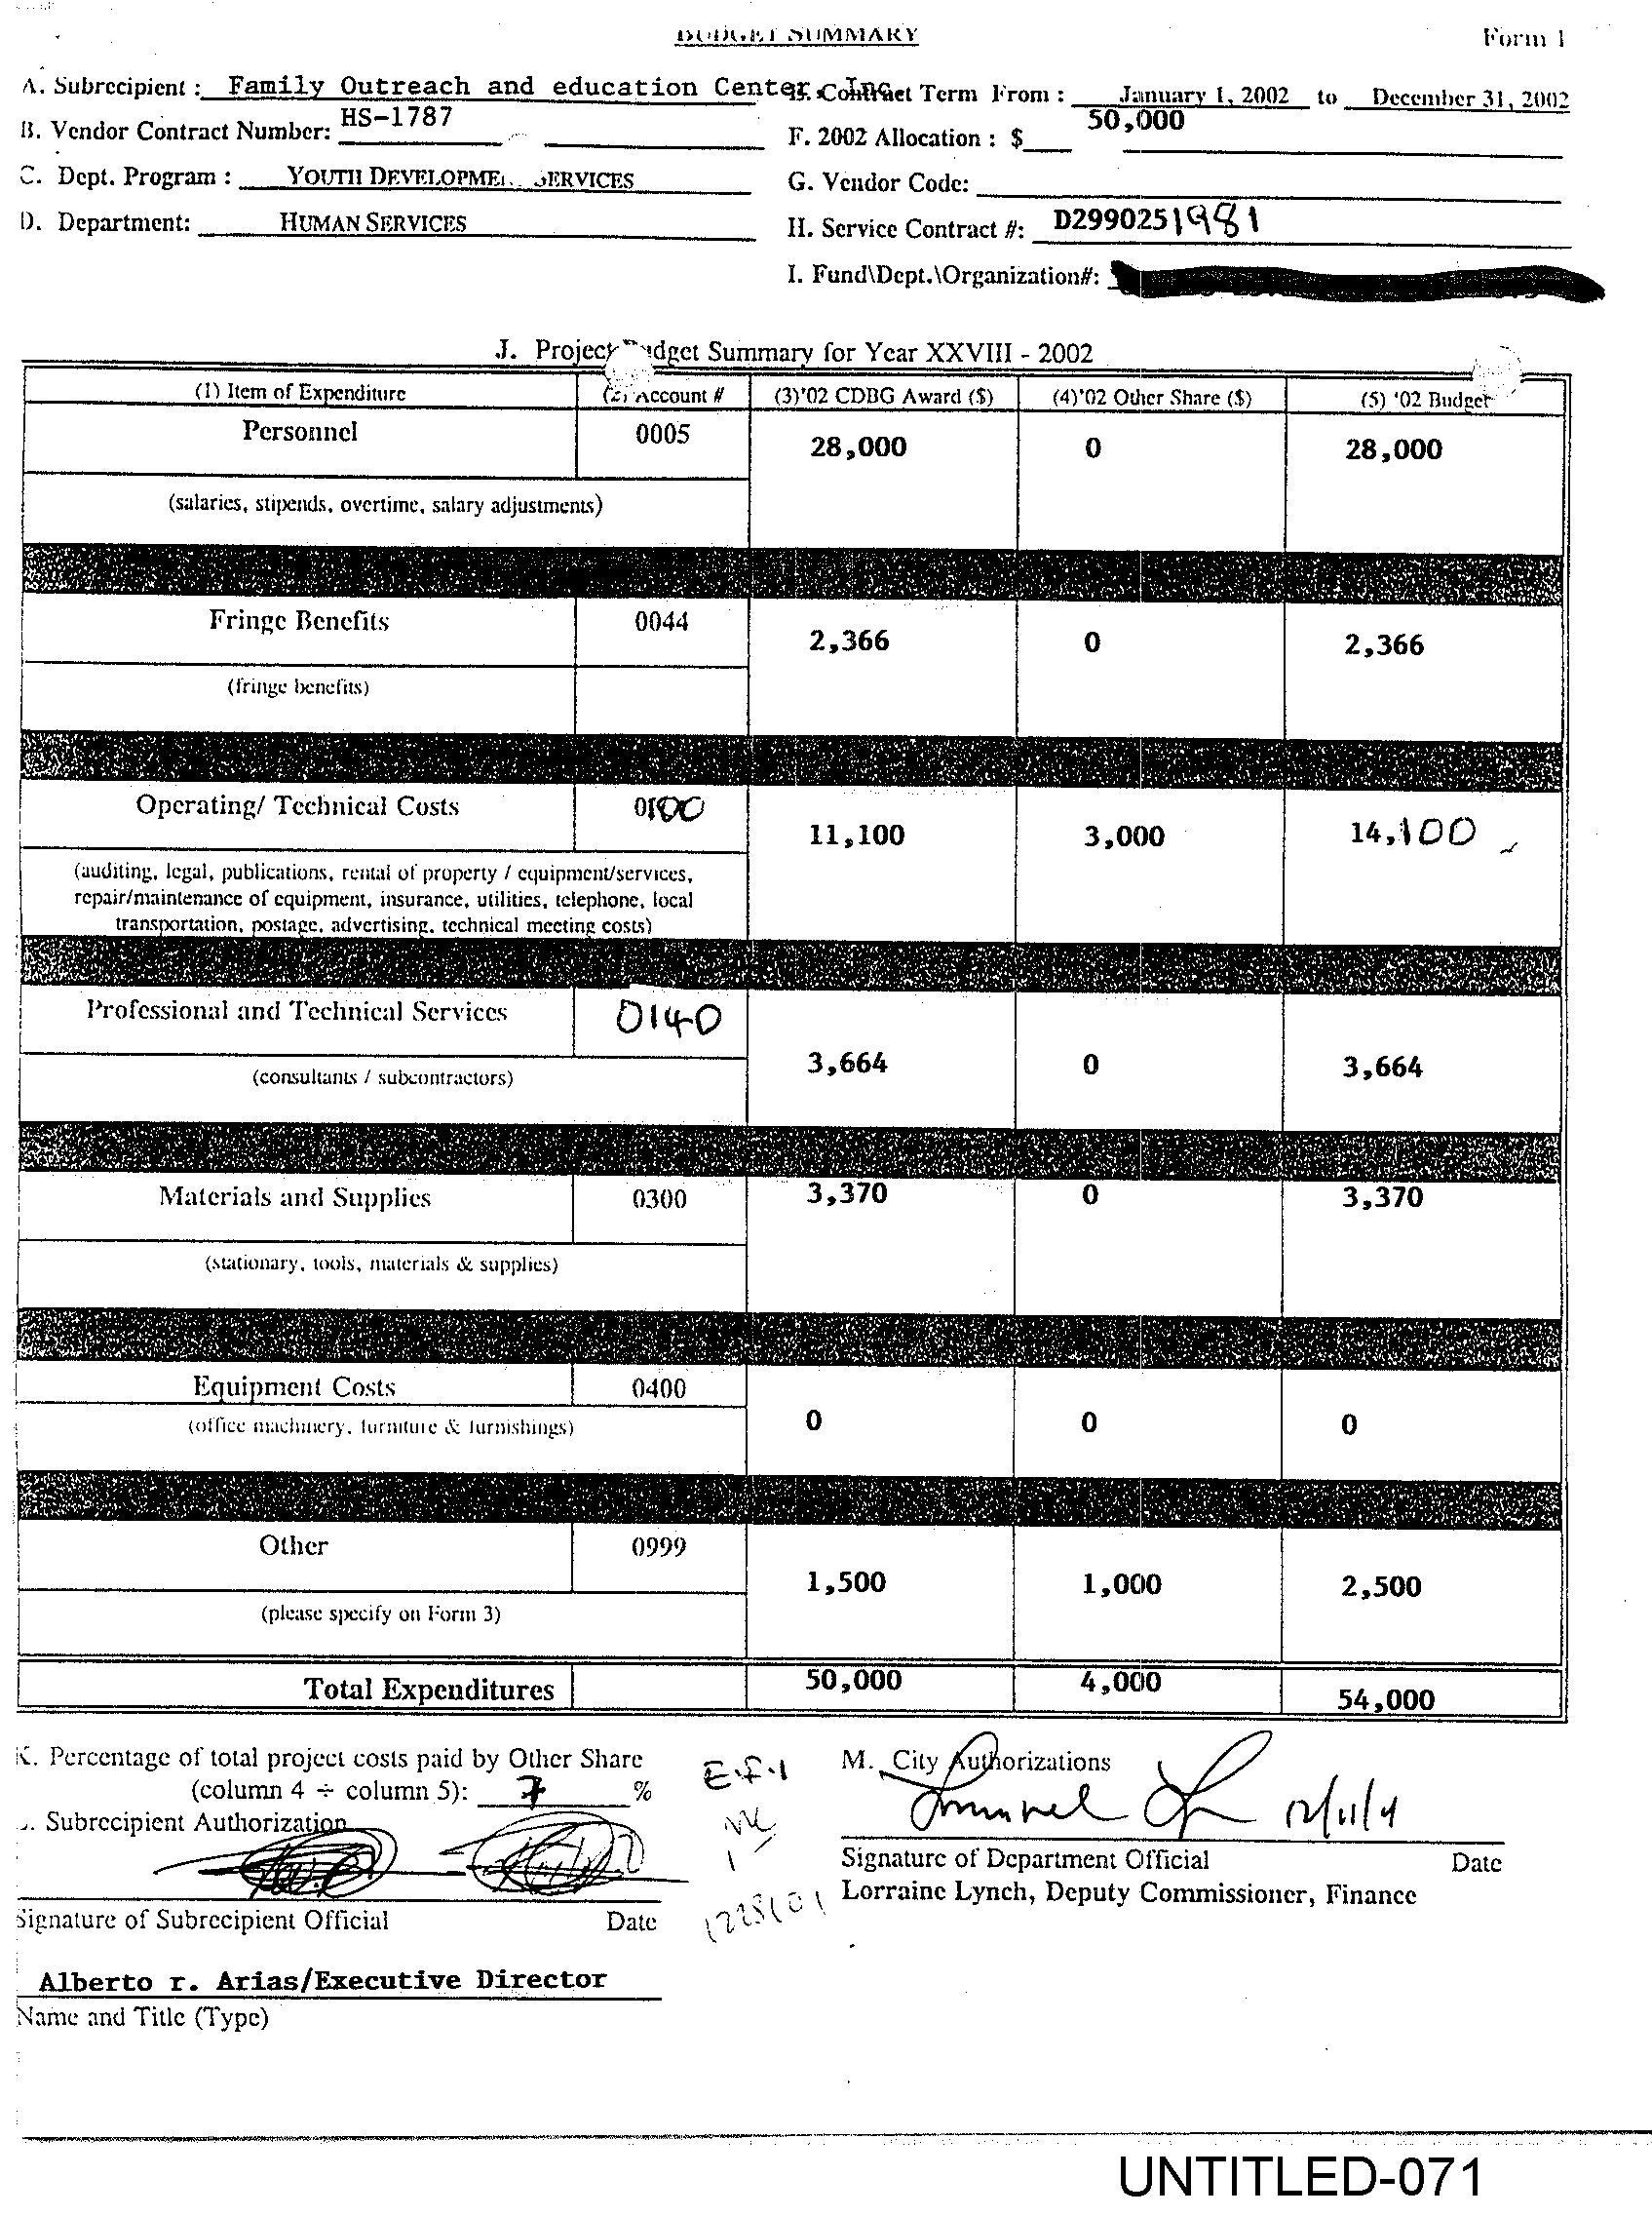 BUDGET SUMMARY
Form 1
A. Subrecipient : Family Outreach and education Center, Inc. Contract Term From : January 1, 2002 to December 31, 2002
B. Vendor Contract Number: HS-1787
F. 2002 Allocation : $ 50,000
C. Dept. Program : YOUTH SERVICES
G. Vendor Code:
D. Department: HUMAN SERVICES
H. Service Contract #: D2990251981
I. Fund\Dept.\Organization#:
J. Project Budget Summary for Year XXVIII - 2002
(1) Item of Expenditure (2) Account # (3)'02 CDBG Award ($) (4)'02 Other Share ($) (5) '02 Budget
Personnel 0005 28,000 0 28,000
(salaries, stipends, overtime, salary adjustments)
Fringe Benefits 0044 2,366 0 2,366
(fringe benefits)
Operating/ Technical Costs 0100 11,100 3,000 14,100
(auditing, legal, publications, rental of property / equipment/services,
repair/maintenance of equipment, insurance, utilities, telephone, local
transportation, postage, advertising, technical meeting costs)
Professional and Technical Services 0140 3,664 0 3,664
(consultants / subcontractors)
Materials and Supplies 0300 3,370 0 3,370
(stationary, tools, materials & supplies)
Equipment Costs 0400 0 0 0
(office machinery, furniture & furnishings)
Other 0999 1,500 1,000 2,500
(please specify on Form 3)
Total Expenditures 50,000 4,000 54,000
K. Percentage of total project costs paid by Other Share
(column 4 ÷ column 5): 7 %
E.F.1
M. City Authorizations
Subrecipient Authorization
Signature of Department Official Date
Lorraine Lynch, Deputy Commissioner, Finance
Signature of Subrecipient Official Date
Alberto r. Arias/Executive Director
Name and Title (Type)
UNTITLED-071